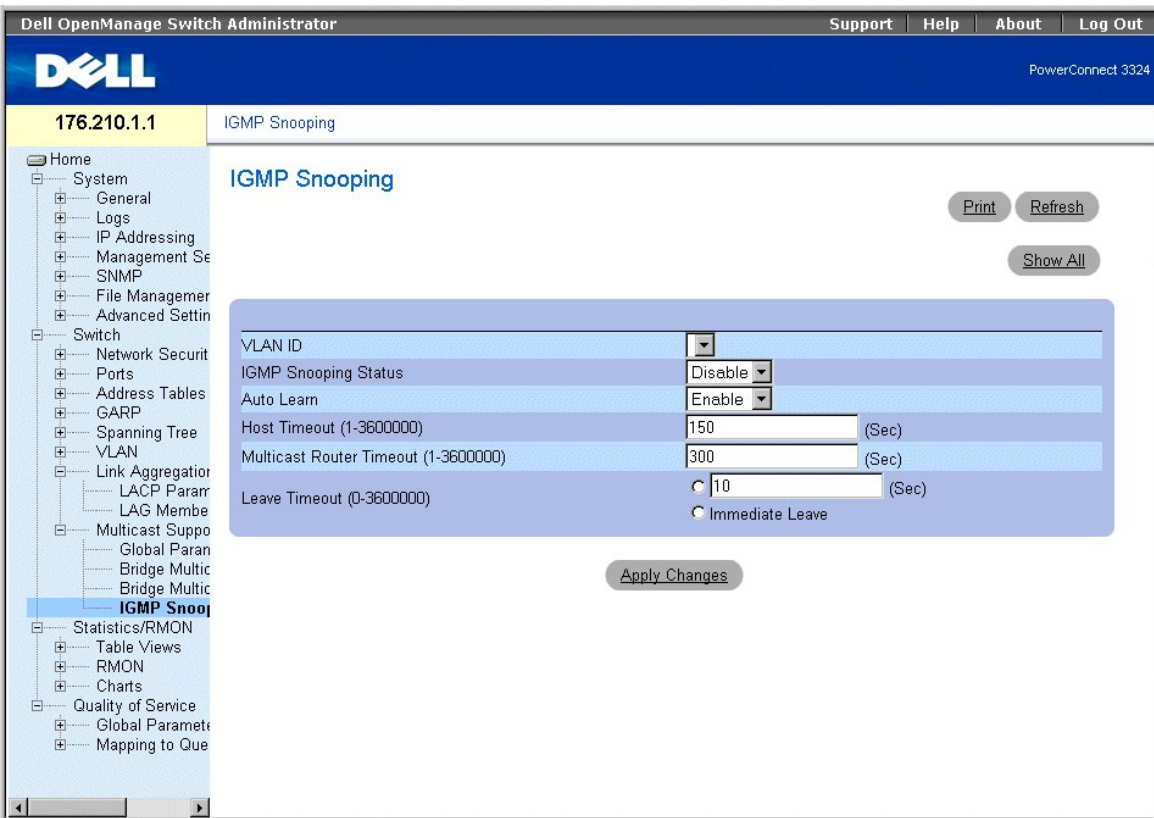 Dell OpenManage Switch Administrator
Support | Help | About | Log Out
DELL
PowerConnect 3324
176.210.1.1
IGMP Snooping
Home
System
General
Logs
IP Addressing
Management Se
SNMP
File Managemer
Advanced Settin
Switch
Network Securit
Ports
Address Tables
GARP
Spanning Tree
VLAN
Link Aggregation
LACP Param
LAG Membe
Multicast Suppo
Global Paran
Bridge Multic
Bridge Multic
IGMP Snoop
Statistics/RMON
Table Views
RMON
Charts
Quality of Service
Global Paramete
Mapping to Que
IGMP Snooping
Print Refresh
Show All
VLAN ID
IGMP Snooping Status Disable
Auto Learn Enable
Host Timeout (1-3600000) 150 (Sec)
Multicast Router Timeout (1-3600000) 300 (Sec)
Leave Timeout (0-3600000) 10 (Sec)
Immediate Leave
Apply Changes